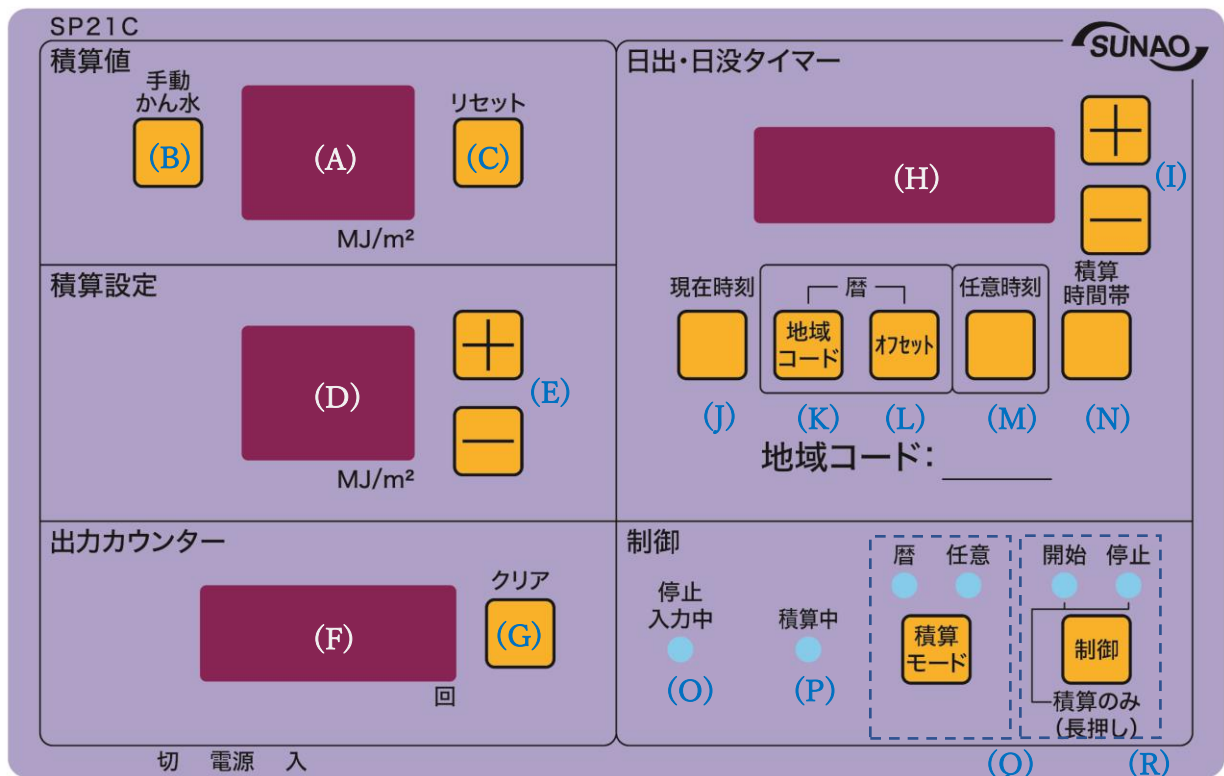 SP21C
SUNAO
積算値
手動
かん水
(B)
(A)
リセット
(C)
MJ/m²
積算設定
(D)
(E)
MJ/m²
出力カウンター
(F)
クリア
(G)
回
切 電源 入
日出・日没タイマー
(H)
+
−
(I)
現在時刻
(J)
暦
地域
コード
(K)
オフセット
(L)
任意時刻
(M)
積算
時間帯
(N)
地域コード:
制御
停止
入力中
(O)
積算中
(P)
暦 任意
積算
モード
(Q)
開始 停止
制御
積算のみ
(長押し)
(R)